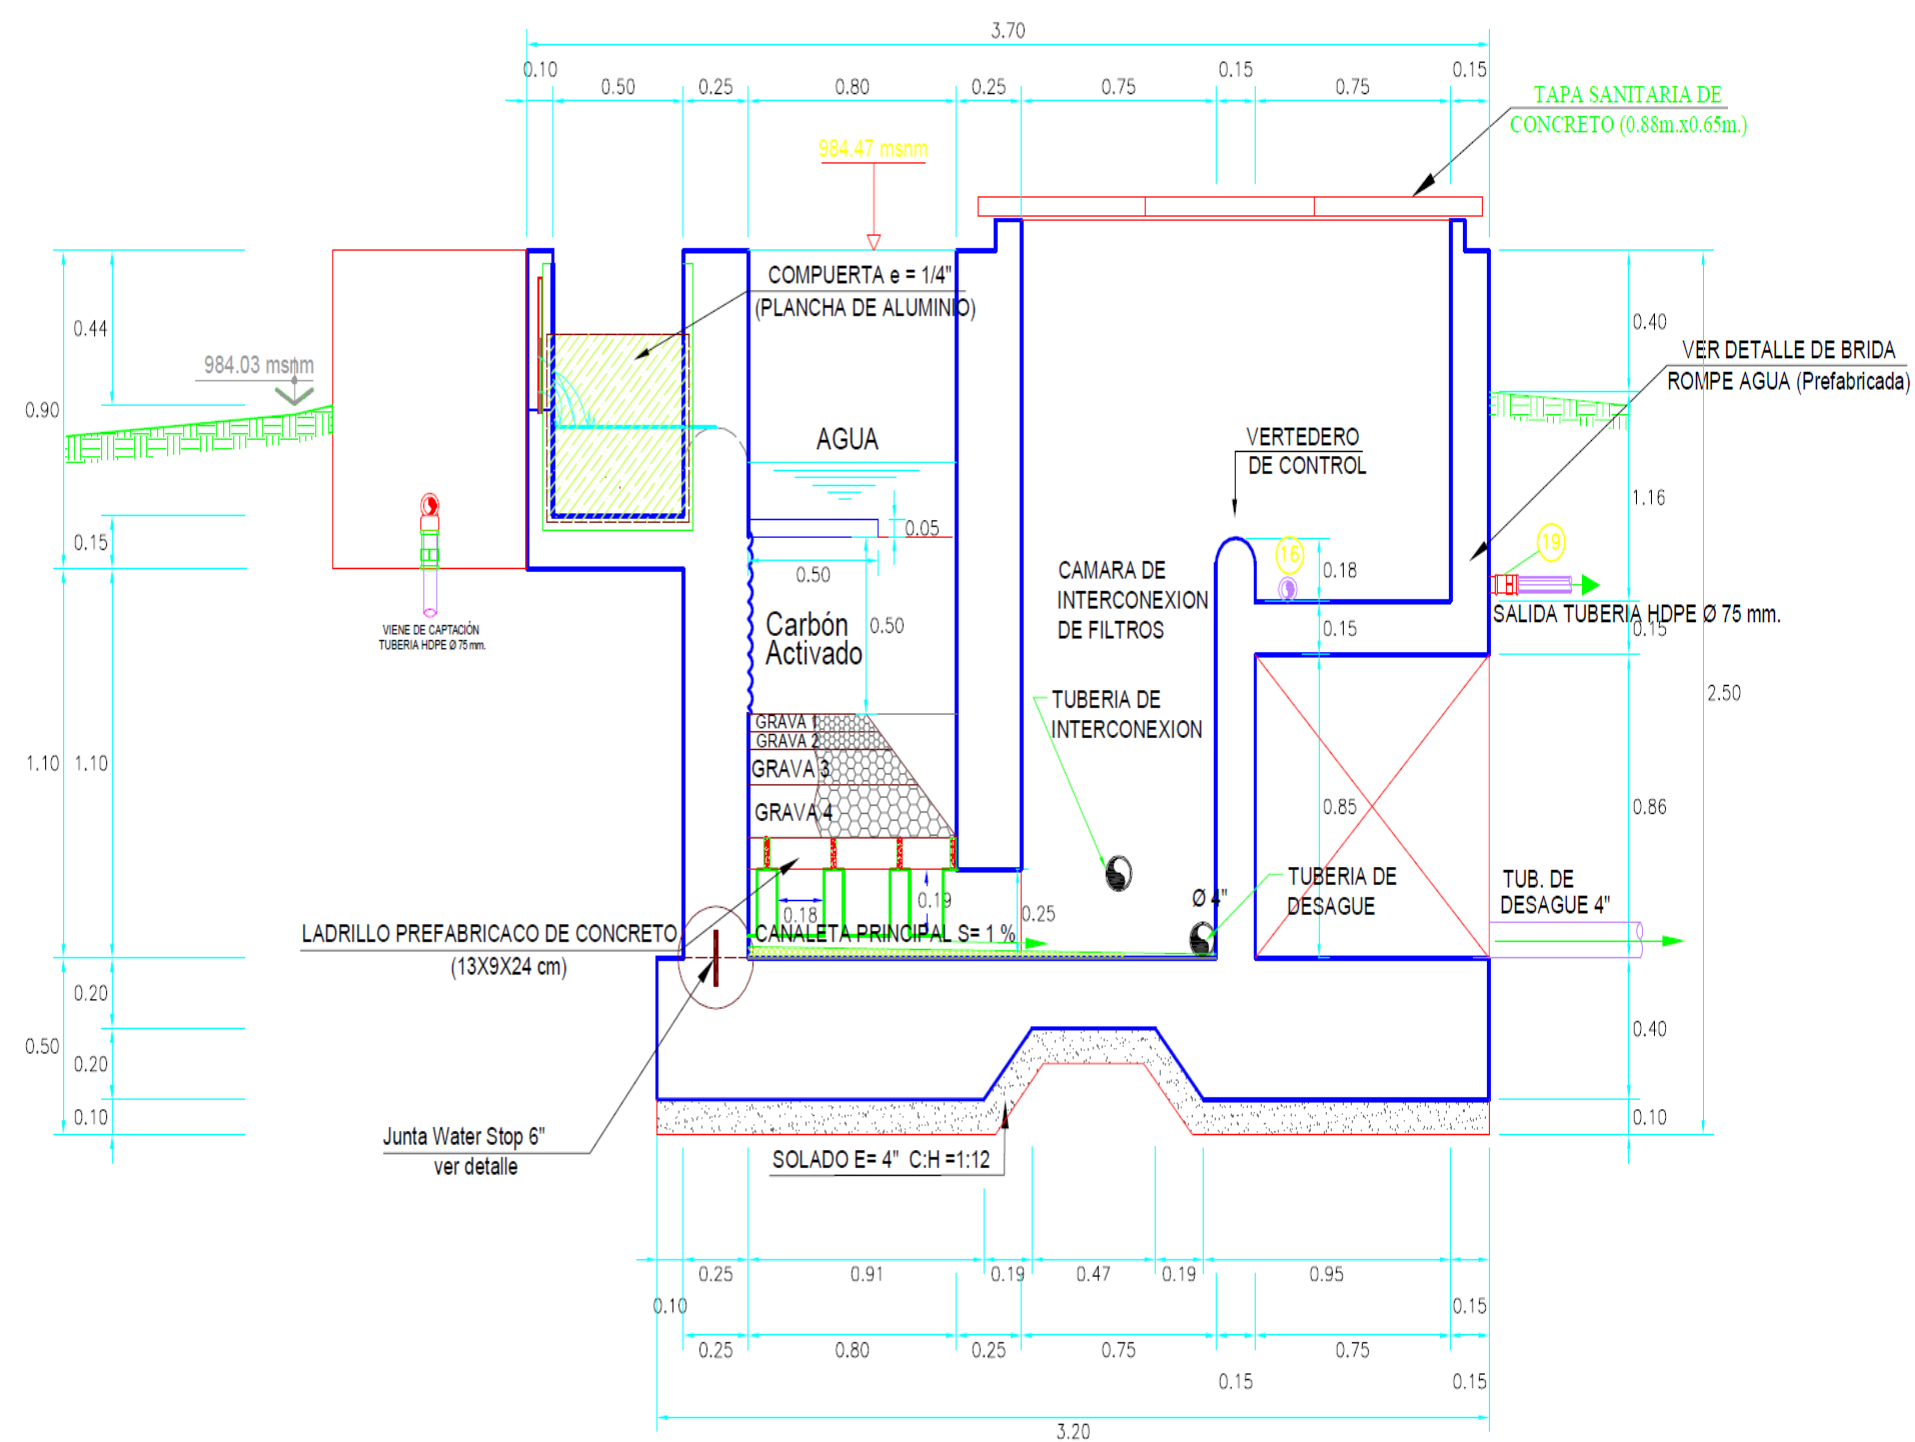 3.70
0.10
0.50
0.25
0.80
0.25
0.75
0.15
0.75
0.15
TAPA SANITARIA DE
CONCRETO (0.88m.x0.65m.)
984.47 msnm
COMPUERTA e = 1/4"
(PLANCHA DE ALUMINIO)
0.44
984.03 msnm
0.90
0.15
0.40
VER DETALLE DE BRIDA
ROMPE AGUA (Prefabricada)
AGUA
VERTEDERO
DE CONTROL
1.16
0.05
0.50
16
19
0.18
CAMARA DE
INTERCONEXION
DE FILTROS
SALIDA TUBERIA HDPE Ø 75 mm.
0.15
0.15
VIENE DE CAPTACIÓN
TUBERIA HDPE Ø 75 mm.
Carbón
Activado
0.50
2.50
TUBERIA DE
INTERCONEXION
GRAVA 1
GRAVA 2
GRAVA 3
GRAVA 4
1.10
1.10
0.85
0.86
TUBERIA DE
DESAGUE
Ø 4"
TUB. DE
DESAGUE 4"
0.18
0.19
0.25
CANALETA PRINCIPAL S= 1 %
LADRILLO PREFABRICACO DE CONCRETO
(13X9X24 cm)
0.20
0.50
0.20
0.10
0.40
0.10
Junta Water Stop 6"
ver detalle
SOLADO E= 4" C:H =1:12
0.25
0.91
0.19
0.47
0.19
0.95
0.10
0.15
0.25
0.80
0.25
0.75
0.75
0.15
0.15
3.20